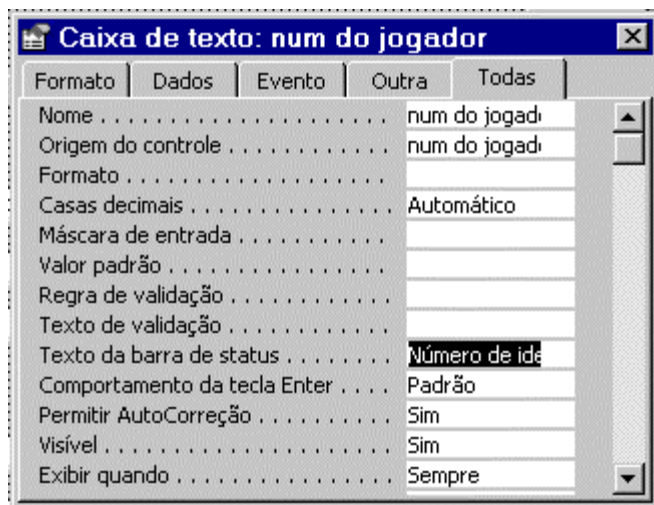 Caixa de texto: num do jogador
Formato Dados Evento Outra Todas
Nome . . . . . . . . . . . . . . . . . . . . . . . num do jogad
Origem do controle . . . . . . . . . . . . . num do jogad
Formato . . . . . . . . . . . . . . . . . . . .
Casas decimais . . . . . . . . . . . . . . . . Automático
Máscara de entrada . . . . . . . . . . . .
Valor padrão . . . . . . . . . . . . . . . . .
Regra de validação . . . . . . . . . . . . .
Texto de validação . . . . . . . . . . . . .
Texto da barra de status . . . . . . . . Número de ide
Comportamento da tecla Enter . . . . Padrão
Permitir AutoCorreção . . . . . . . . . . Sim
Visível . . . . . . . . . . . . . . . . . . . . . . Sim
Exibir quando . . . . . . . . . . . . . . . . . Sempre